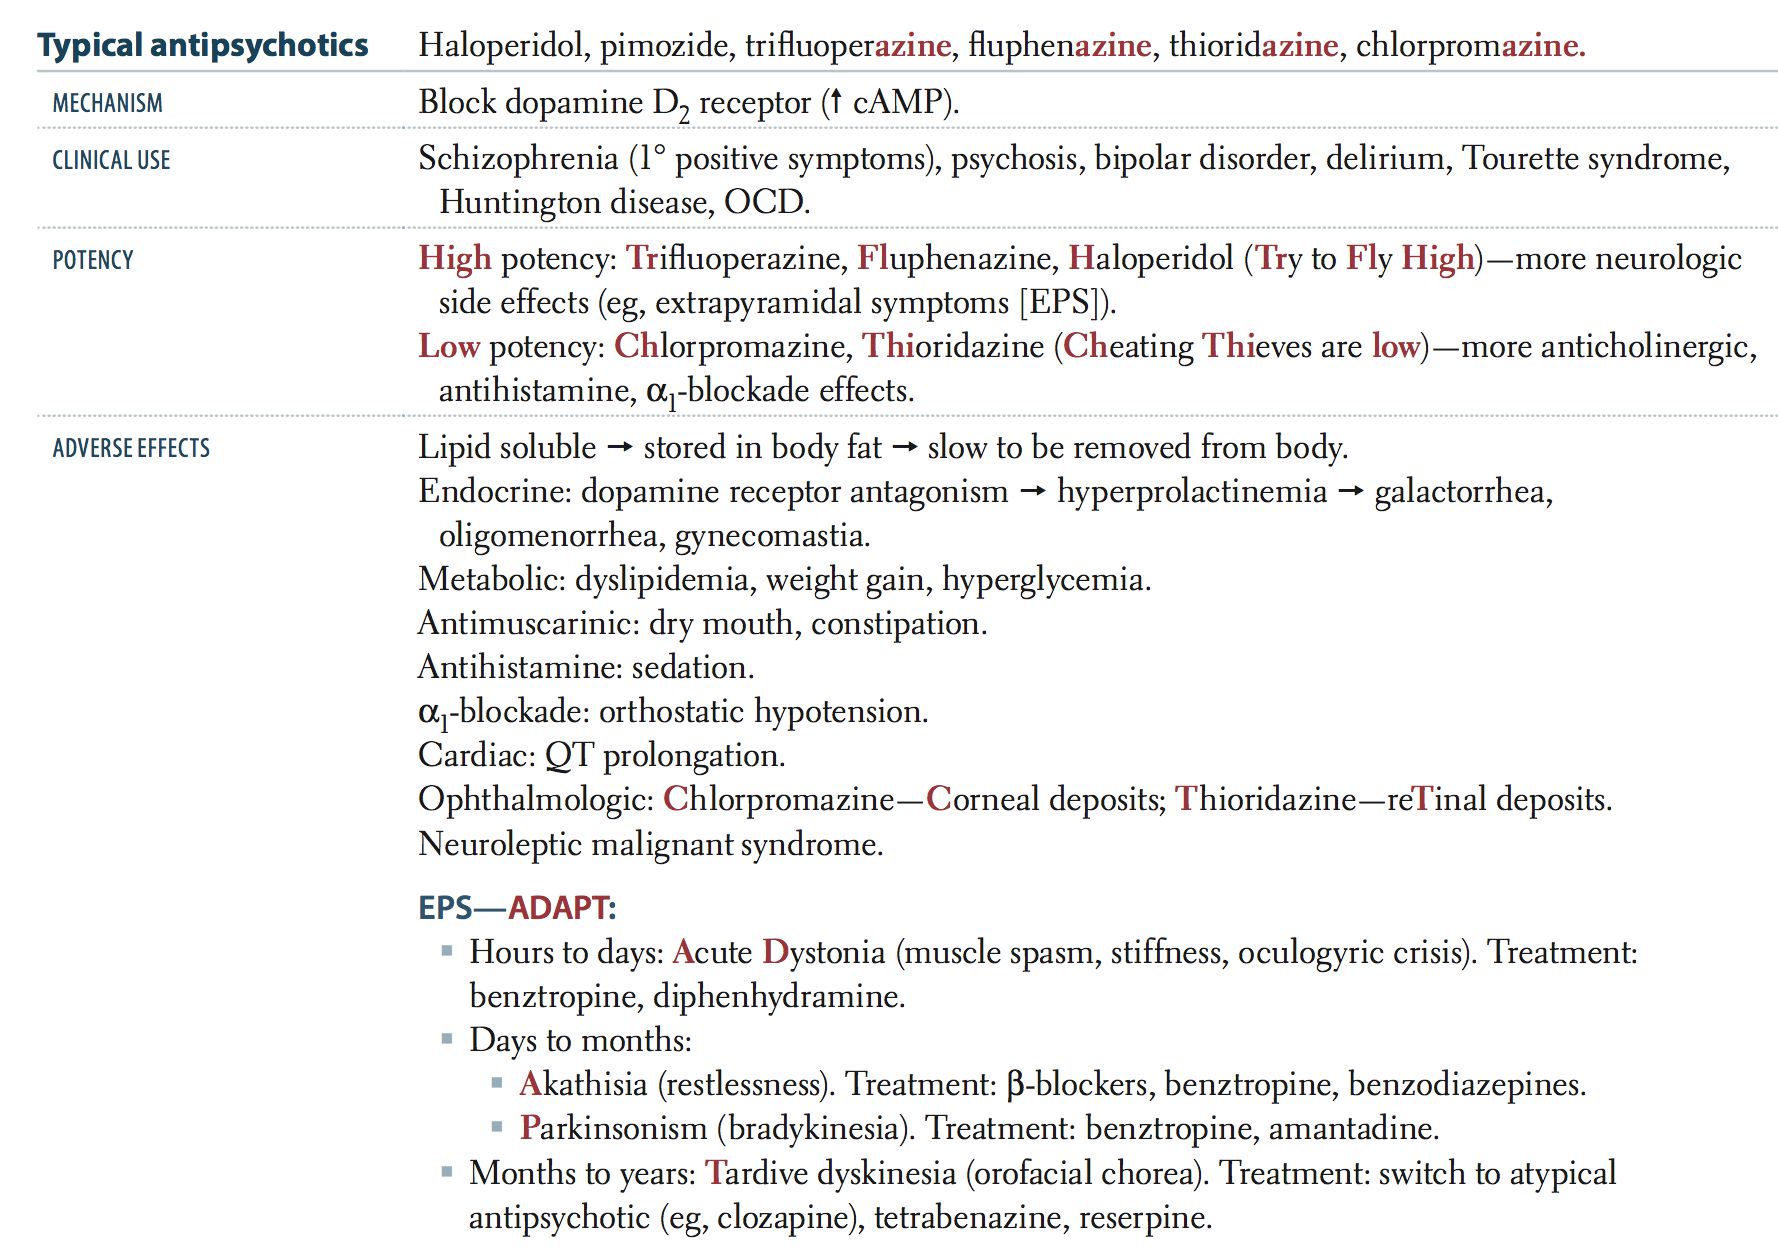 Typical antipsychotics Haloperidol, pimozide, trifluoperazine, fluphenazine, thioridazine, chlorpromazine.
MECHANISM Block dopamine D₂ receptor (↑ cAMP).
CLINICAL USE Schizophrenia (1° positive symptoms), psychosis, bipolar disorder, delirium, Tourette syndrome,
Huntington disease, OCD.
POTENCY High potency: Trifluoperazine, Fluphenazine, Haloperidol (Try to Fly High)—more neurologic
side effects (eg, extrapyramidal symptoms [EPS]).
Low potency: Chlorpromazine, Thioridazine (Cheating Thieves are low)—more anticholinergic,
antihistamine, α₁-blockade effects.
ADVERSE EFFECTS Lipid soluble → stored in body fat → slow to be removed from body.
Endocrine: dopamine receptor antagonism → hyperprolactinemia → galactorrhea,
oligomenorrhea, gynecomastia.
Metabolic: dyslipidemia, weight gain, hyperglycemia.
Antimuscarinic: dry mouth, constipation.
Antihistamine: sedation.
α₁-blockade: orthostatic hypotension.
Cardiac: QT prolongation.
Ophthalmologic: Chlorpromazine—Corneal deposits; Thioridazine—reTinal deposits.
Neuroleptic malignant syndrome.
EPS—ADAPT:
▪ Hours to days: Acute Dystonia (muscle spasm, stiffness, oculogyric crisis). Treatment:
benztropine, diphenhydramine.
▪ Days to months:
▪ Akathisia (restlessness). Treatment: β-blockers, benztropine, benzodiazepines.
▪ Parkinsonism (bradykinesia). Treatment: benztropine, amantadine.
▪ Months to years: Tardive dyskinesia (orofacial chorea). Treatment: switch to atypical
antipsychotic (eg, clozapine), tetrabenazine, reserpine.